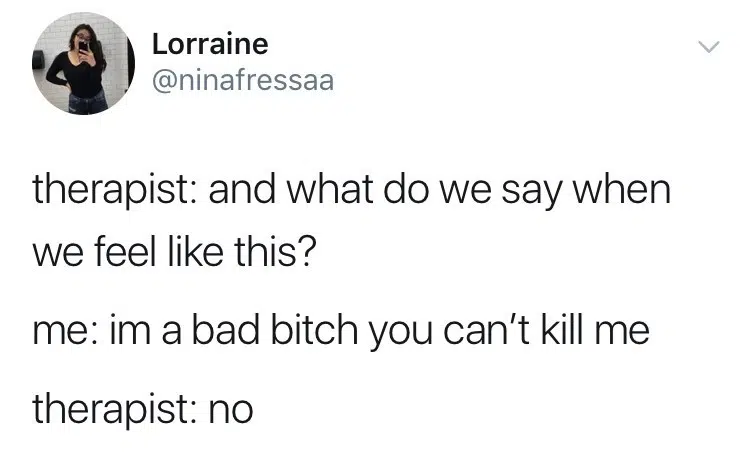 Lorraine
@ninafressaa
therapist: and what do we say when
we feel like this?
me: im a bad bitch you can’t kill me
therapist: no